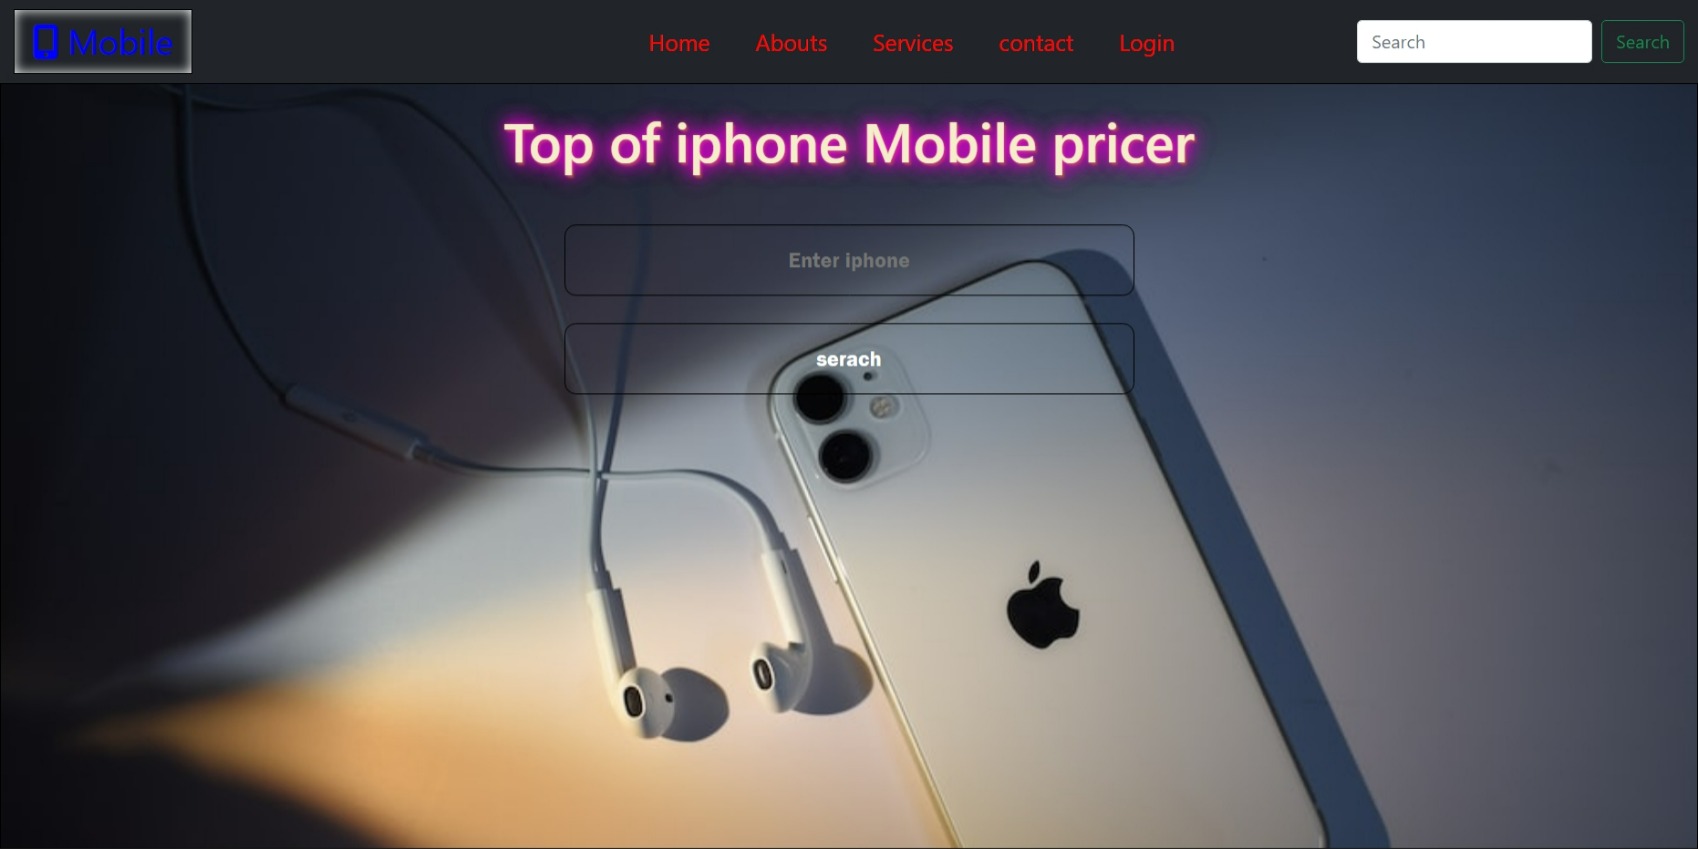 Mobile
Home Abouts Services contact Login
Search Search
Top of iphone Mobile pricer
Enter iphone
serach